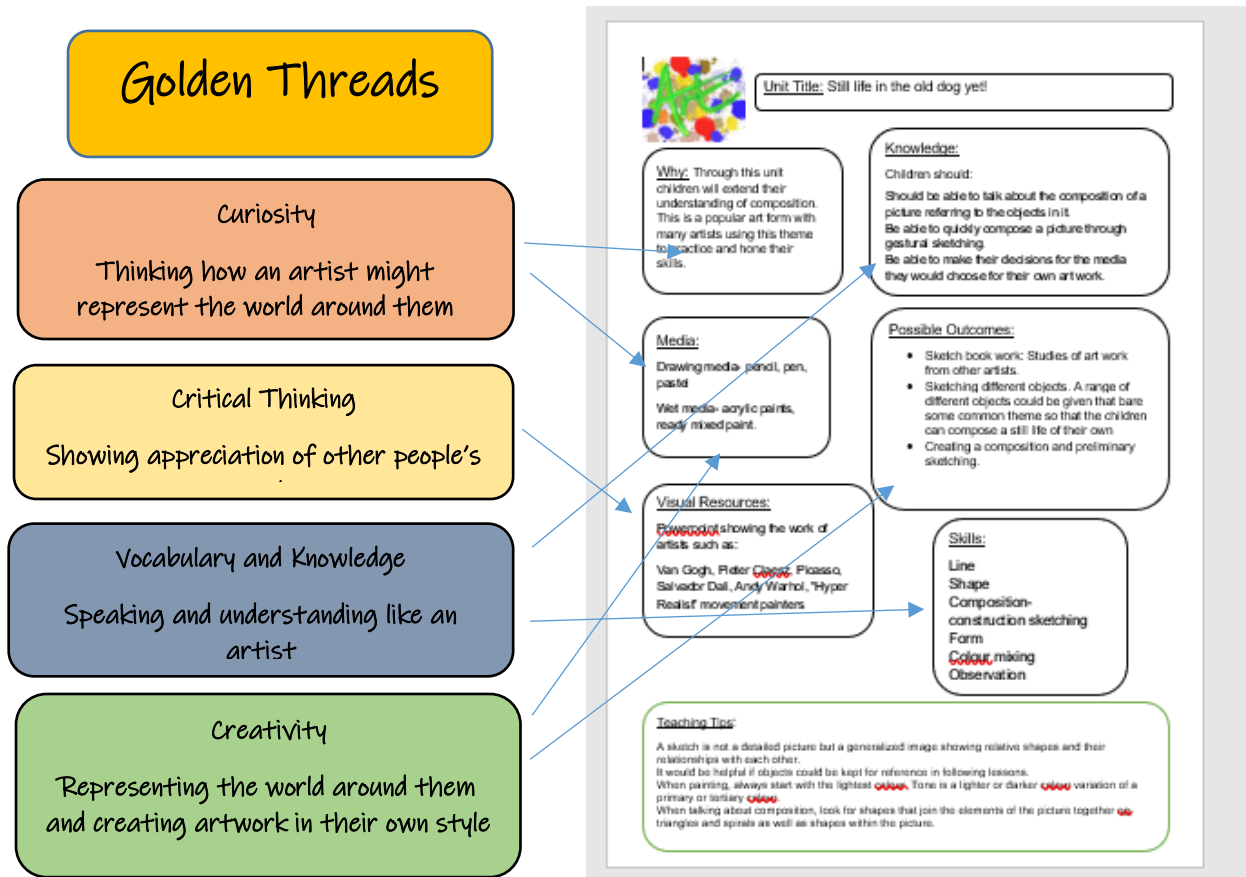 Golden Threads
Curiosity
Thinking how an artist might
represent the world around them
Critical Thinking
Showing appreciation of other people's
Vocabulary and Knowledge
Speaking and understanding like an
artist
Creativity
Representing the world around them
and creating artwork in their own style
Art
Unit Title: Still life in the old dog yet!
Why: Through this unit
children will extend their
understanding of composition.
This is a popular art form with
many artists using this theme
to practice and hone their
skills.
Knowledge:
Children should:
Should be able to talk about the composition of a
picture referring to the objects in it.
Be able to quickly compose a picture through
gestural sketching.
Be able to make their decisions for the media
they would choose for their own art work.
Media:
Drawing media- pencil, pen,
pastel
Wet media- acrylic paints,
ready mixed paint.
Possible Outcomes:
• Sketch book work: Studies of art work
from other artists.
• Sketching different objects. A range of
different objects could be given that bare
some common theme so that the children
can compose a still life of their own
• Creating a composition and preliminary
sketching.
Visual Resources:
Powerpoint showing the work of
artists such as:
Van Gogh, Pieter Claesz, Picasso,
Salvador Dali, Andy Warhol, "Hyper
Realist" movement painters
Skills:
Line
Shape
Composition-
construction sketching
Form
Colour mixing
Observation
Teaching Tips:
A sketch is not a detailed picture but a generalized image showing relative shapes and their
relationships with each other.
It would be helpful if objects could be kept for reference in following lessons.
When painting, always start with the lightest colour. Tone is a lighter or darker colour variation of a
primary or tertiary colour.
When talking about composition, look for shapes that join the elements of the picture together
triangles and spirals as well as shapes within the picture.